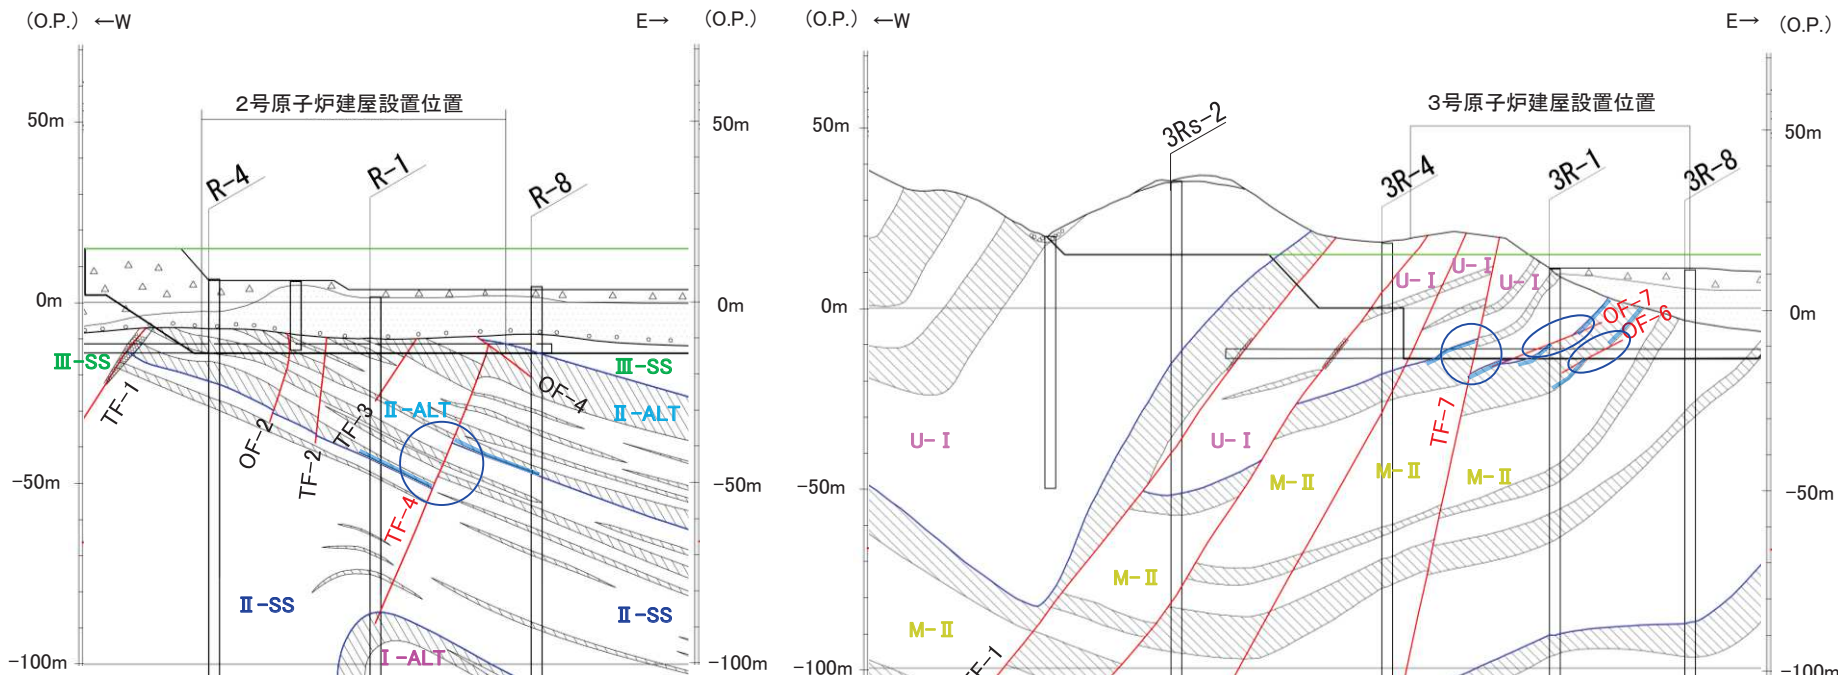 (O.P.) ←W
E→ (O.P.)
2号原子炉建屋設置位置
50m
50m
R-4
R-1
R-8
0m
0m
Ⅲ-SS
Ⅲ-SS
TF-1
OF-2
TF-2
TF-3
Ⅱ-ALT
OF-4
Ⅱ-ALT
-50m
-50m
TF-4
Ⅱ-SS
Ⅱ-SS
Ⅰ-ALT
-100m
-100m
(O.P.) ←W
E→ (O.P.)
3号原子炉建屋設置位置
50m
50m
3Rs-2
3R-4
3R-1
3R-8
U-Ⅰ
U-Ⅰ
U-Ⅰ
0m
0m
OF-7
OF-6
TF-7
U-Ⅰ
U-Ⅰ
M-Ⅱ
M-Ⅱ
M-Ⅱ
-50m
-50m
M-Ⅱ
M-Ⅱ
-100m
-100m